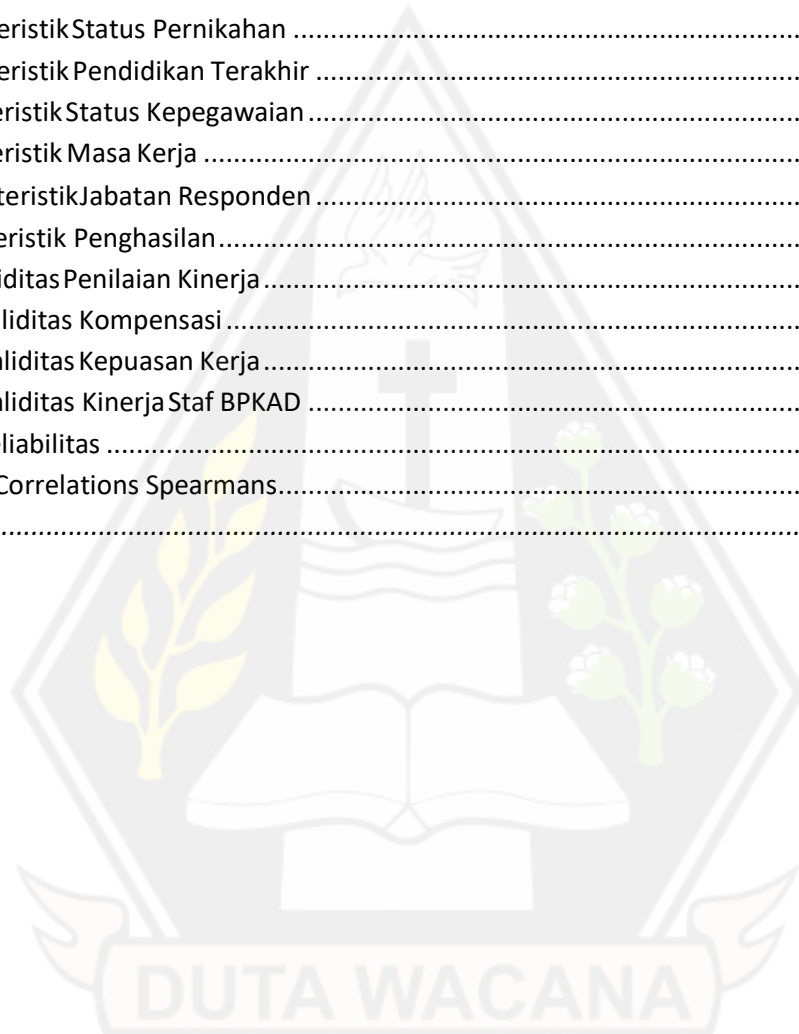 eristik Status Pernikahan ............................................................
eristik Pendidikan Terakhir ............................................................
eristik Status Kepegawaian ............................................................
eristik Masa Kerja ............................................................
teristik Jabatan Responden ............................................................
eristik Penghasilan ............................................................
iditas Penilaian Kinerja ............................................................
liditas Kompensasi ............................................................
aliditas Kepuasan Kerja ............................................................
aliditas Kinerja Staf BPKAD ............................................................
eliabilitas ............................................................
Correlations Spearmans ............................................................
............................................................
DUTA WACANA